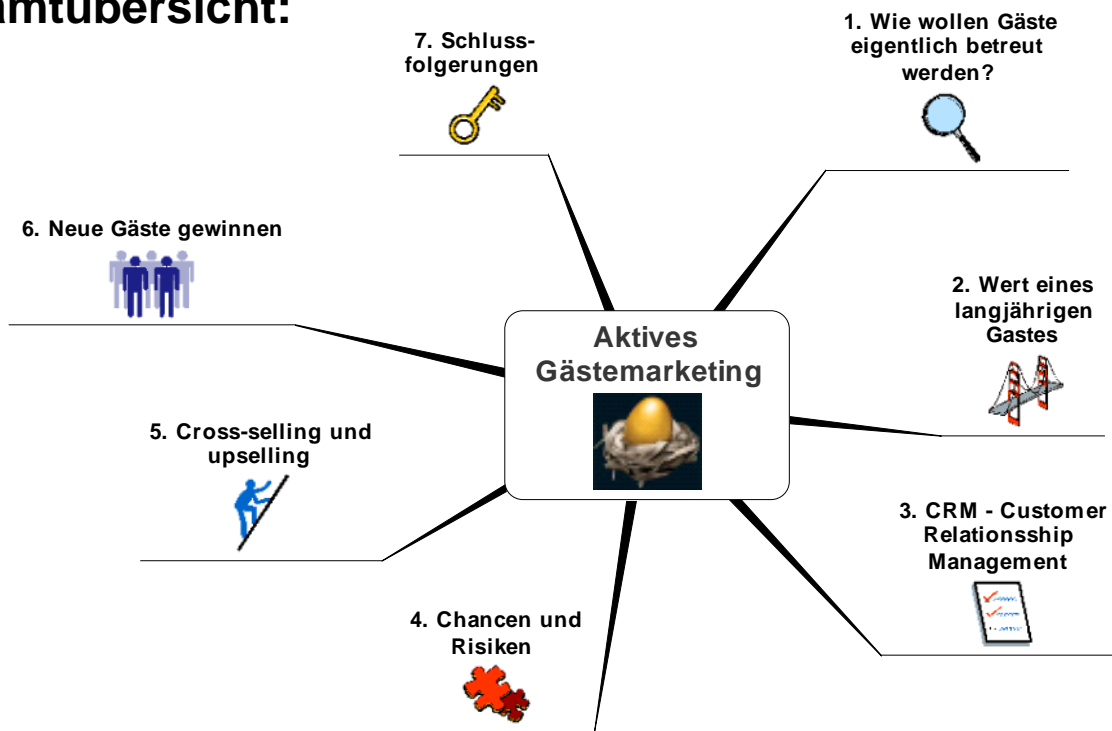 amtübersicht:
1. Wie wollen Gäste
eigentlich betreut
werden?
2. Wert eines
langjährigen
Gastes
3. CRM - Customer
Relationsship
Management
4. Chancen und
Risiken
5. Cross-selling und
upselling
6. Neue Gäste gewinnen
7. Schluss-
folgerungen
Aktives
Gästemarketing